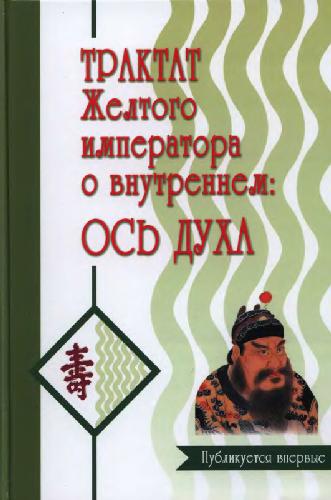 ТРАКТАТ
Желтого
императора
о внутреннем:
ОСЬ ДУХА
壽
Публикуется впервые